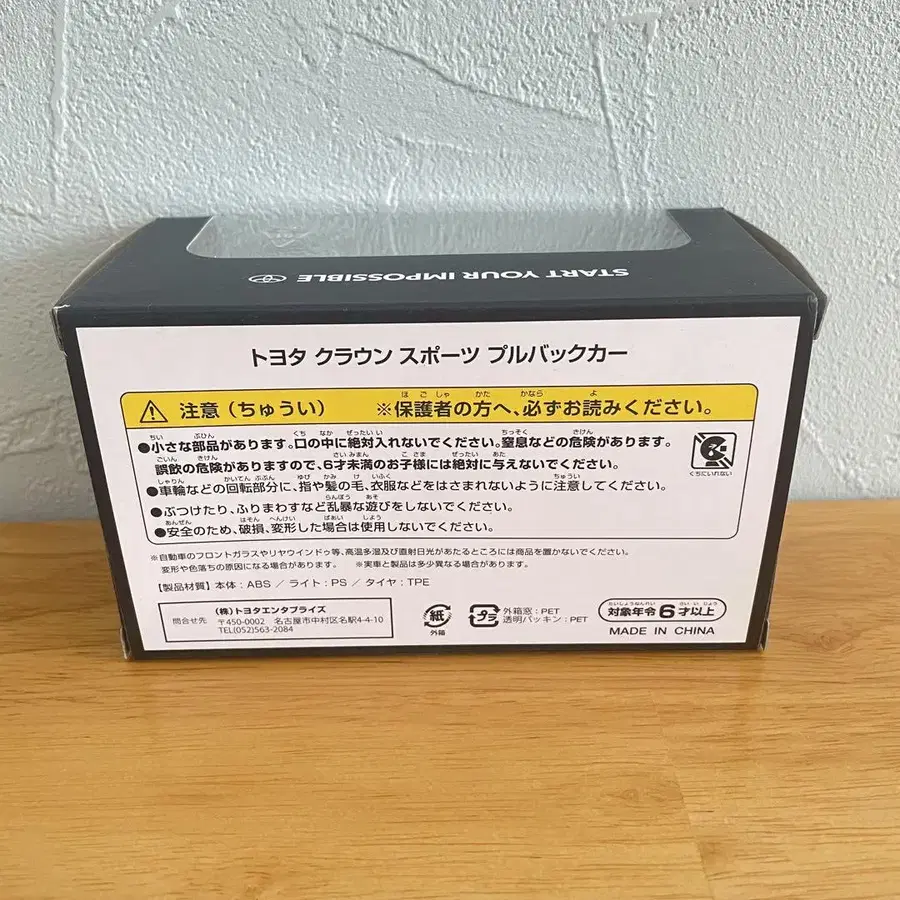 START YOUR IMPOSSIBLE
トヨタ クラウン スポーツ プルバックカー
注意（ちゅうい） ※保護者の方へ、必ずお読みください。
●小さな部品があります。口の中に絶対入れないでください。窒息などの危険があります。
誤飲の危険がありますので、6才未満のお子様には絶対に与えないでください。
●車輪などの回転部分に、指や髪の毛、衣服などをはさまれないように注意してください。
●ぶつけたり、ふりまわすなど乱暴な遊びをしないでください。
●安全のため、破損、変形した場合は使用しないでください。
くちにいれない
※自動車のフロントガラスやリヤウインドゥ等、高温多湿及び直射日光があたるところには商品を置かないでください。
変形や色落ちの原因になる場合があります。 ※実車と製品は多少異なる場合があります。
【製品材質】本体：ABS ／ ライト：PS ／ タイヤ：TPE
問合せ先
（株）トヨタエンタプライズ
〒450-0002 名古屋市中村区名駅4-4-10
TEL(052)563-2084
紙
外箱
プラ
外箱窓：PET
透明パッキン：PET
対象年令6才以上
MADE IN CHINA